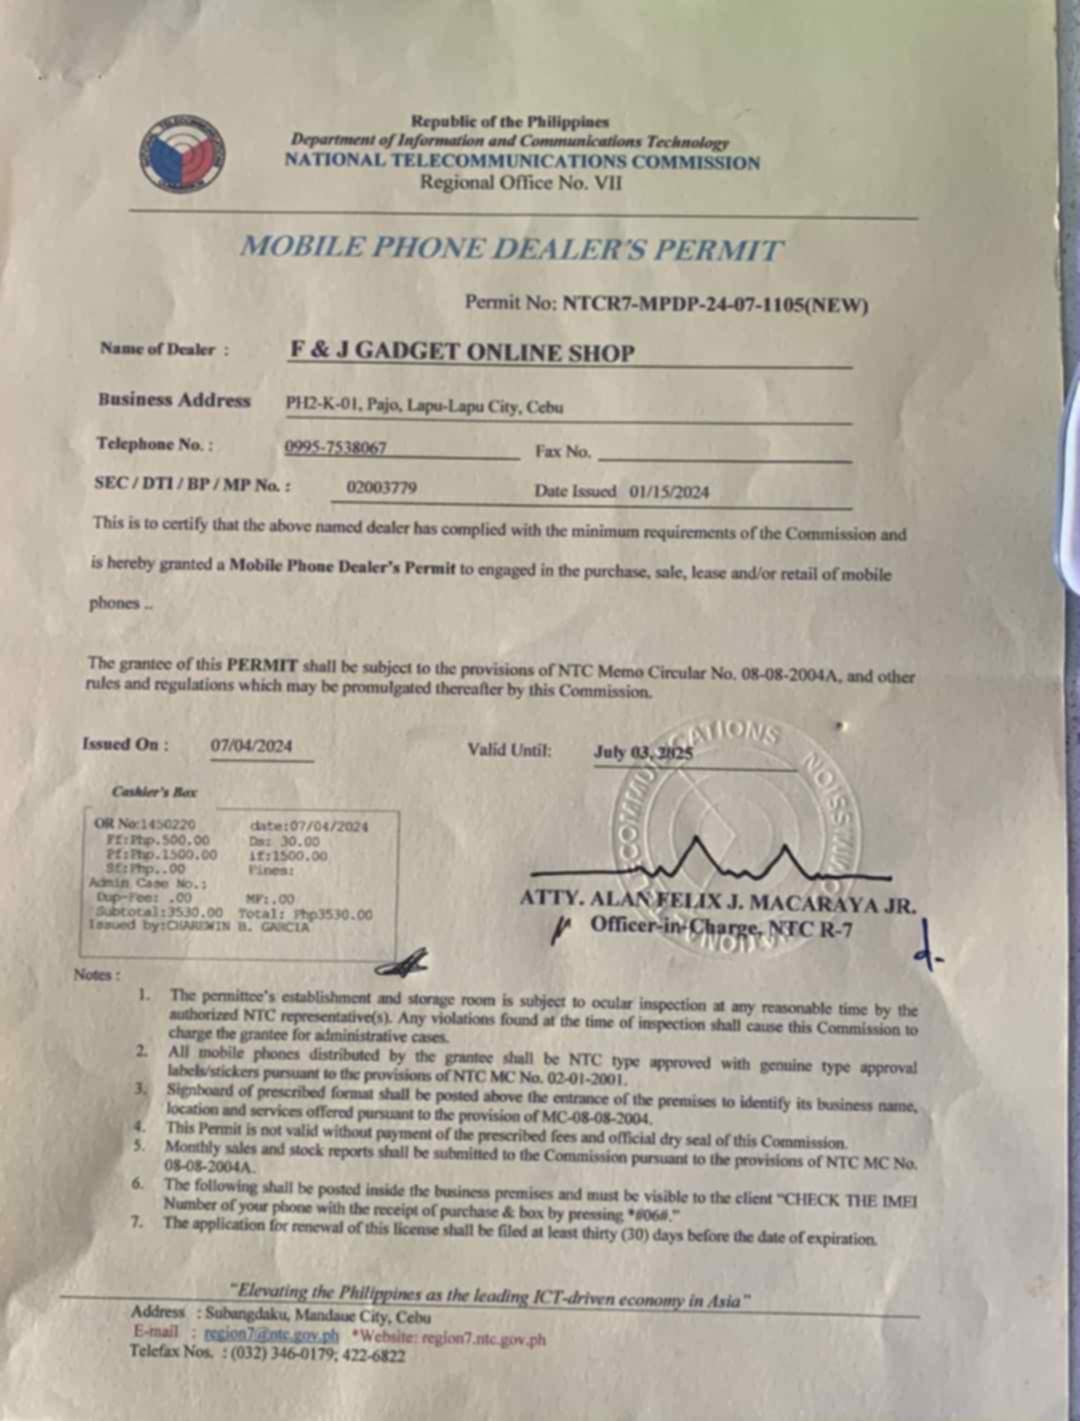 Republic of the Philippines
Department of Information and Communications Technology
NATIONAL TELECOMMUNICATIONS COMMISSION
Regional Office No. VII
MOBILE PHONE DEALER'S PERMIT
Permit No: NTCR7-MPDP-24-07-1105(NEW)
Name of Dealer : F & J GADGET ONLINE SHOP
Business Address PH2-K-01, Pajo, Lapu-Lapu City, Cebu
Telephone No. : 0995-7538067 Fax No.
SEC / DTI / BP / MP No. : 02003779 Date Issued 01/15/2024
This is to certify that the above named dealer has complied with the minimum requirements of the Commission and
is hereby granted a Mobile Phone Dealer's Permit to engaged in the purchase, sale, lease and/or retail of mobile
phones ..
The grantee of this PERMIT shall be subject to the provisions of NTC Memo Circular No. 08-08-2004A, and other
rules and regulations which may be promulgated thereafter by this Commission.
Issued On : 07/04/2024 Valid Until: July 03, 2025
Cashier's Box
OR No:1450220 date:07/04/2024
Ff:Php.500.00 Ds: 30.00
Pf:Php.1500.00 if:1500.00
Sf:Php..00 Fines:
Admin Case No.:
Dup-Fee: .00 MF:.00
Subtotal:3530.00 Total: Php3530.00
Issued by:CHAREWIN B. GARCIA
ATTY. ALAN FELIX J. MACARAYA JR.
Officer-in-Charge, NTC R-7
Notes :
1. The permittee's establishment and storage room is subject to ocular inspection at any reasonable time by the
authorized NTC representative(s). Any violations found at the time of inspection shall cause this Commission to
charge the grantee for administrative cases.
2. All mobile phones distributed by the grantee shall be NTC type approved with genuine type approval
labels/stickers pursuant to the provisions of NTC MC No. 02-01-2001.
3. Signboard of prescribed format shall be posted above the entrance of the premises to identify its business name,
location and services offered pursuant to the provision of MC-08-08-2004.
4. This Permit is not valid without payment of the prescribed fees and official dry seal of this Commission.
5. Monthly sales and stock reports shall be submitted to the Commission pursuant to the provisions of NTC MC No.
08-08-2004A.
6. The following shall be posted inside the business premises and must be visible to the client "CHECK THE IMEI
Number of your phone with the receipt of purchase & box by pressing *#06#."
7. The application for renewal of this license shall be filed at least thirty (30) days before the date of expiration.
"Elevating the Philippines as the leading ICT-driven economy in Asia"
Address : Subangdaku, Mandaue City, Cebu
E-mail : region7@ntc.gov.ph *Website: region7.ntc.gov.ph
Telefax Nos. : (032) 346-0179; 422-6822